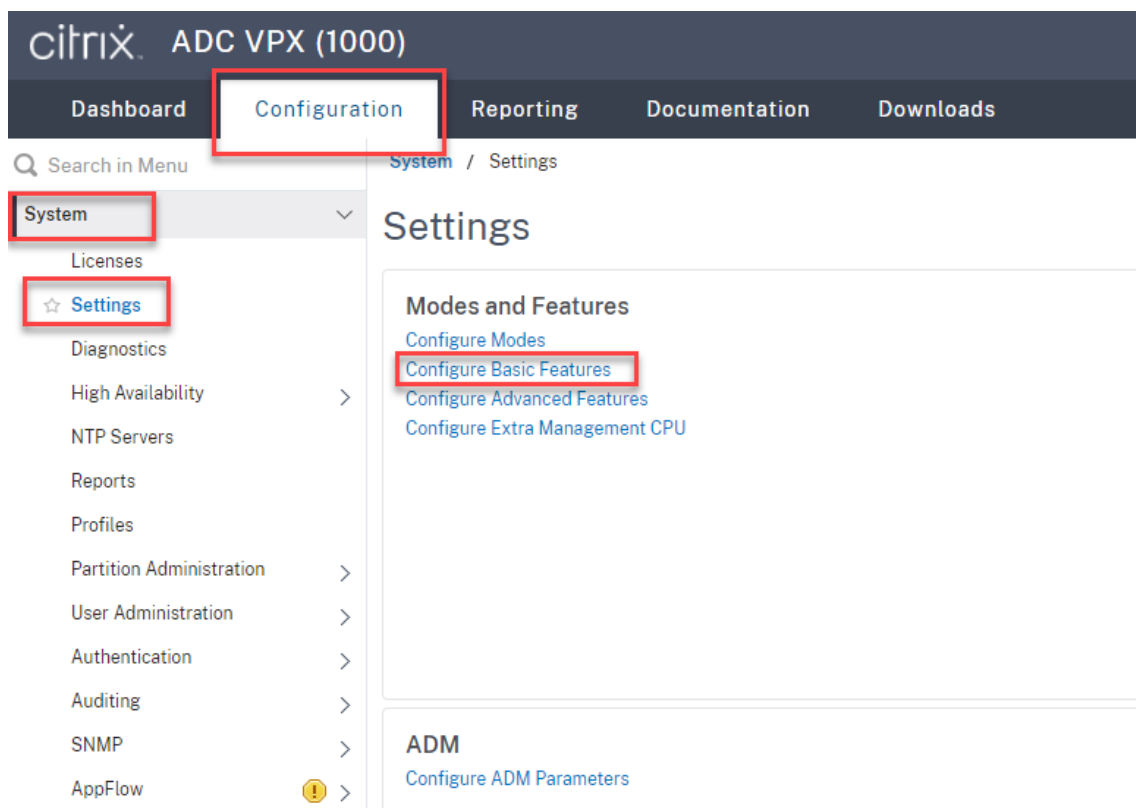 citrix. ADC VPX (1000)
Dashboard Configuration Reporting Documentation Downloads
Search in Menu
System / Settings
System
Settings
Licenses
Settings
Diagnostics
High Availability
NTP Servers
Reports
Profiles
Partition Administration
User Administration
Authentication
Auditing
SNMP
AppFlow
Modes and Features
Configure Modes
Configure Basic Features
Configure Advanced Features
Configure Extra Management CPU
ADM
Configure ADM Parameters